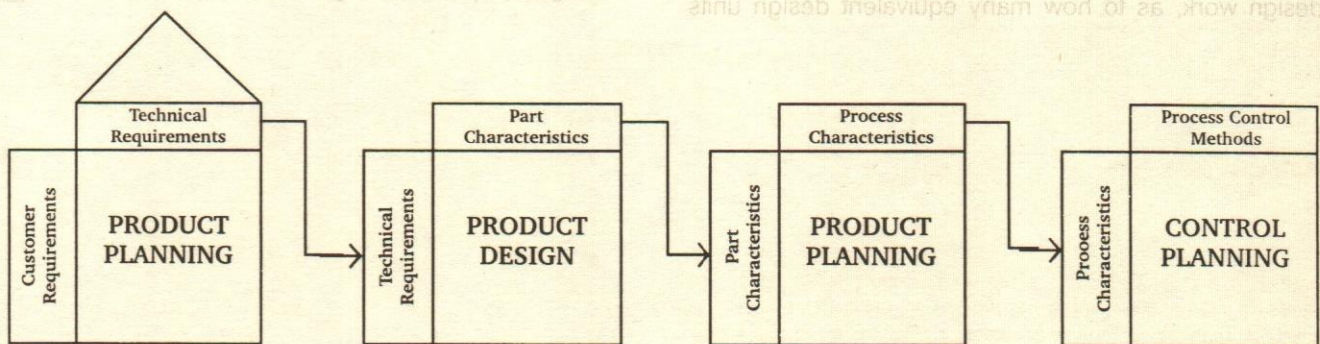 design work, as to how many equivalent design units
Technical
Requirements
Customer
Requirements
PRODUCT
PLANNING
Part
Characteristics
Technical
Requirements
PRODUCT
DESIGN
Process
Characteristics
Part
Characteristics
PRODUCT
PLANNING
Process Control
Methods
Prooess
Characteristics
CONTROL
PLANNING